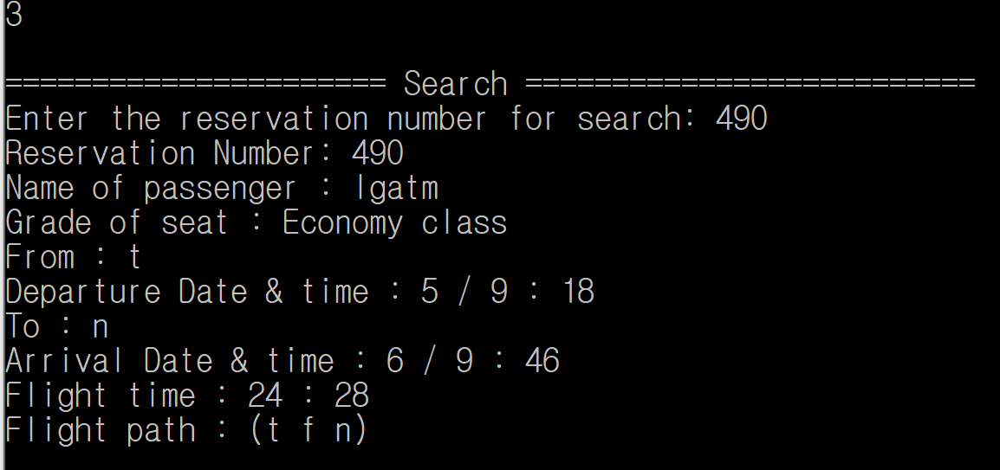 3
====================== Search ==========================
Enter the reservation number for search: 490
Reservation Number: 490
Name of passenger : lgatm
Grade of seat : Economy class
From : t
Departure Date & time : 5 / 9 : 18
To : n
Arrival Date & time : 6 / 9 : 46
Flight time : 24 : 28
Flight path : (t f n)